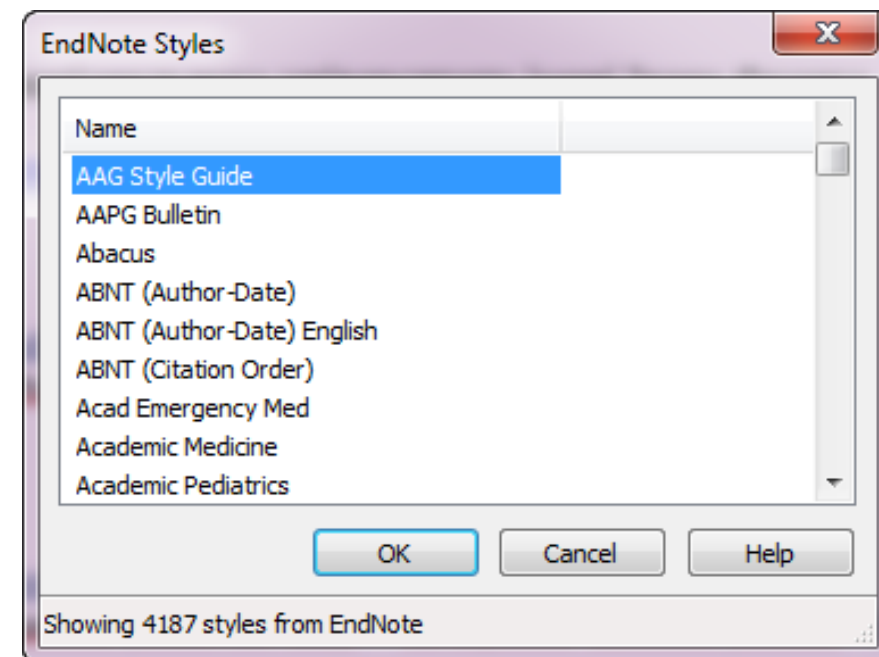 EndNote Styles
Name
AAG Style Guide
AAPG Bulletin
Abacus
ABNT (Author-Date)
ABNT (Author-Date) English
ABNT (Citation Order)
Acad Emergency Med
Academic Medicine
Academic Pediatrics
OK Cancel Help
Showing 4187 styles from EndNote